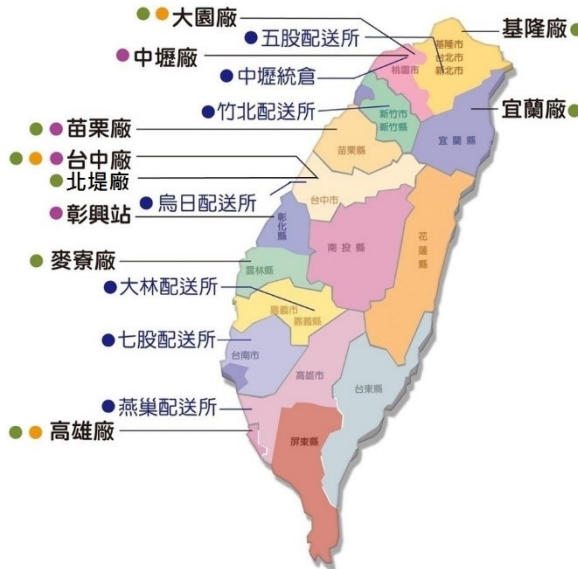 大園廠
基隆廠
五股配送所
中壢廠
中壢統倉
竹北配送所
宜蘭廠
苗栗廠
台中廠
北堤廠
烏日配送所
彰興站
麥寮廠
大林配送所
七股配送所
燕巢配送所
高雄廠
基隆市
台北市
新北市
桃園市
新竹市
新竹縣
宜蘭縣
苗栗縣
台中市
彰化縣
南投縣
花蓮縣
雲林縣
嘉義市
嘉義縣
台南市
高雄市
台東縣
屏東縣